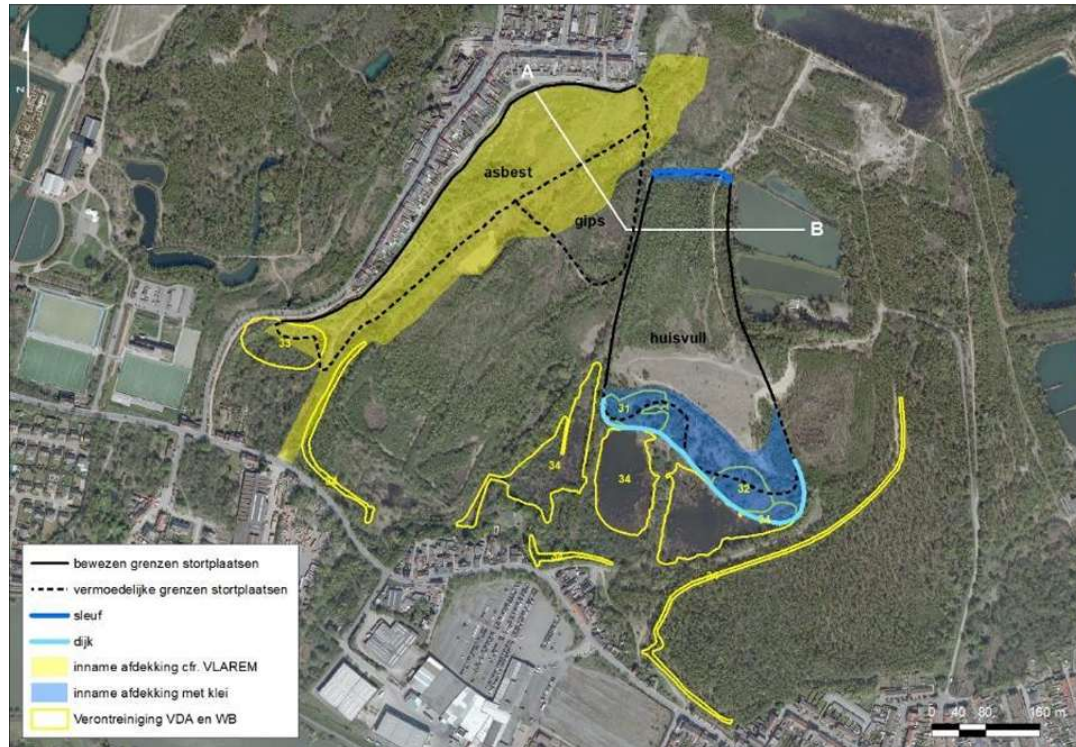 N
A
asbest
gips
B
33
huisvull
31
34
34
32
bewezen grenzen stortplaatsen
vermoedelijke grenzen stortplaatsen
sleuf
dijk
inname afdekking cfr. VLAREM
inname afdekking met klei
Verontreiniging VDA en WB
0 40 80 160 m